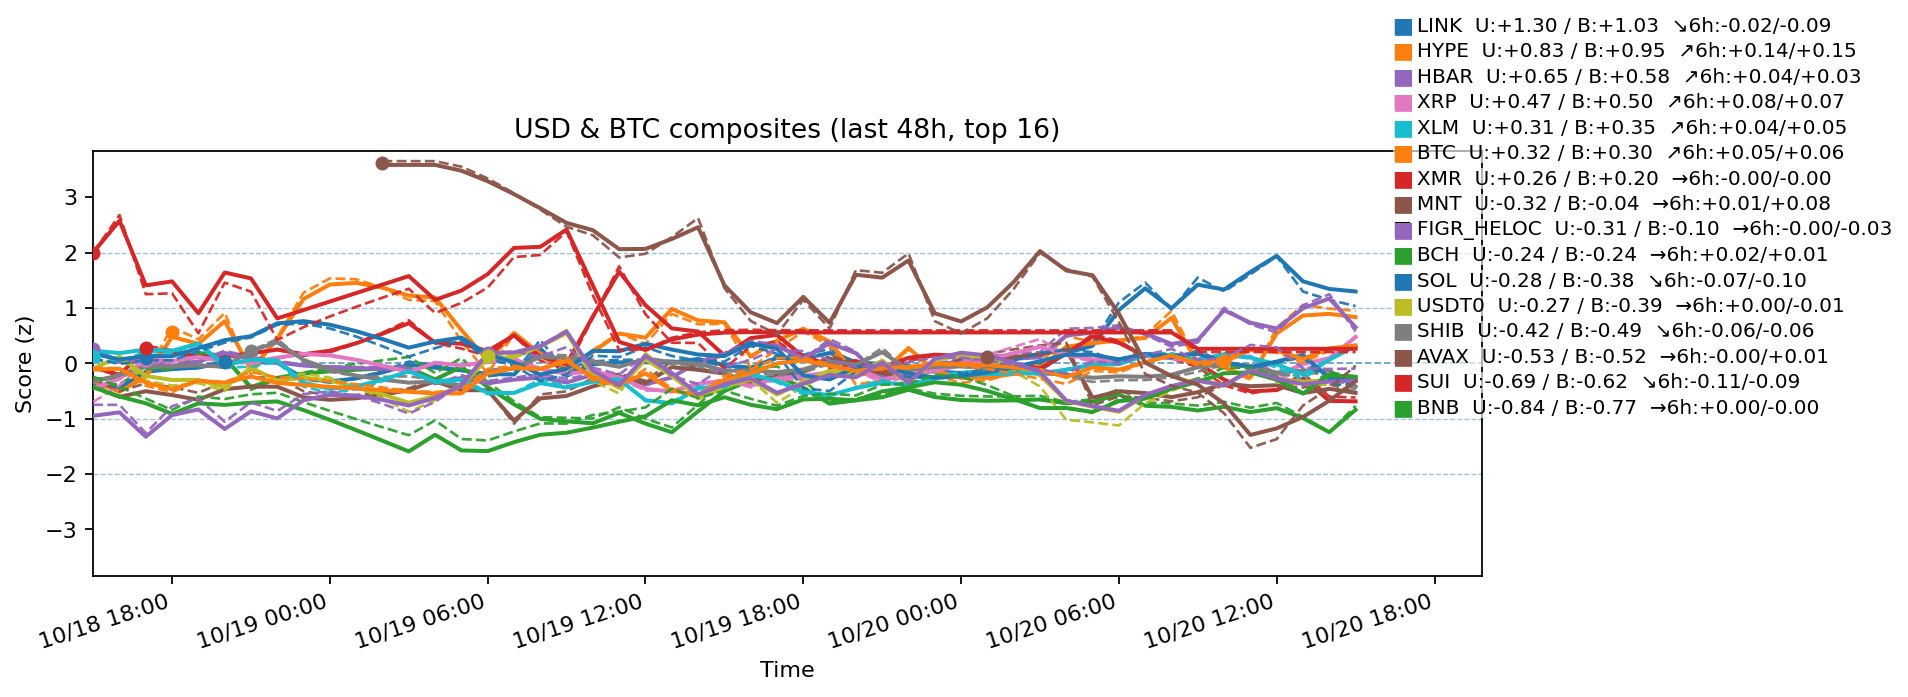 LINK  U:+1.30 / B:+1.03  ↘6h:-0.02/-0.09
HYPE  U:+0.83 / B:+0.95  ↗6h:+0.14/+0.15
HBAR  U:+0.65 / B:+0.58  ↗6h:+0.04/+0.03
XRP  U:+0.47 / B:+0.50  ↗6h:+0.08/+0.07
XLM  U:+0.31 / B:+0.35  ↗6h:+0.04/+0.05
BTC  U:+0.32 / B:+0.30  ↗6h:+0.05/+0.06
XMR  U:+0.26 / B:+0.20  →6h:-0.00/-0.00
MNT  U:-0.32 / B:-0.04  →6h:+0.01/+0.08
FIGR_HELOC  U:-0.31 / B:-0.10  →6h:-0.00/-0.03
BCH  U:-0.24 / B:-0.24  →6h:+0.02/+0.01
SOL  U:-0.28 / B:-0.38  ↘6h:-0.07/-0.10
USDT0  U:-0.27 / B:-0.39  →6h:+0.00/-0.01
SHIB  U:-0.42 / B:-0.49  ↘6h:-0.06/-0.06
AVAX  U:-0.53 / B:-0.52  →6h:-0.00/+0.01
SUI  U:-0.69 / B:-0.62  ↘6h:-0.11/-0.09
BNB  U:-0.84 / B:-0.77  →6h:+0.00/-0.00
USD & BTC composites (last 48h, top 16)
Score (z)
3
2
1
0
−1
−2
−3
10/18 18:00
10/19 00:00
10/19 06:00
10/19 12:00
10/19 18:00
10/20 00:00
10/20 06:00
10/20 12:00
10/20 18:00
Time